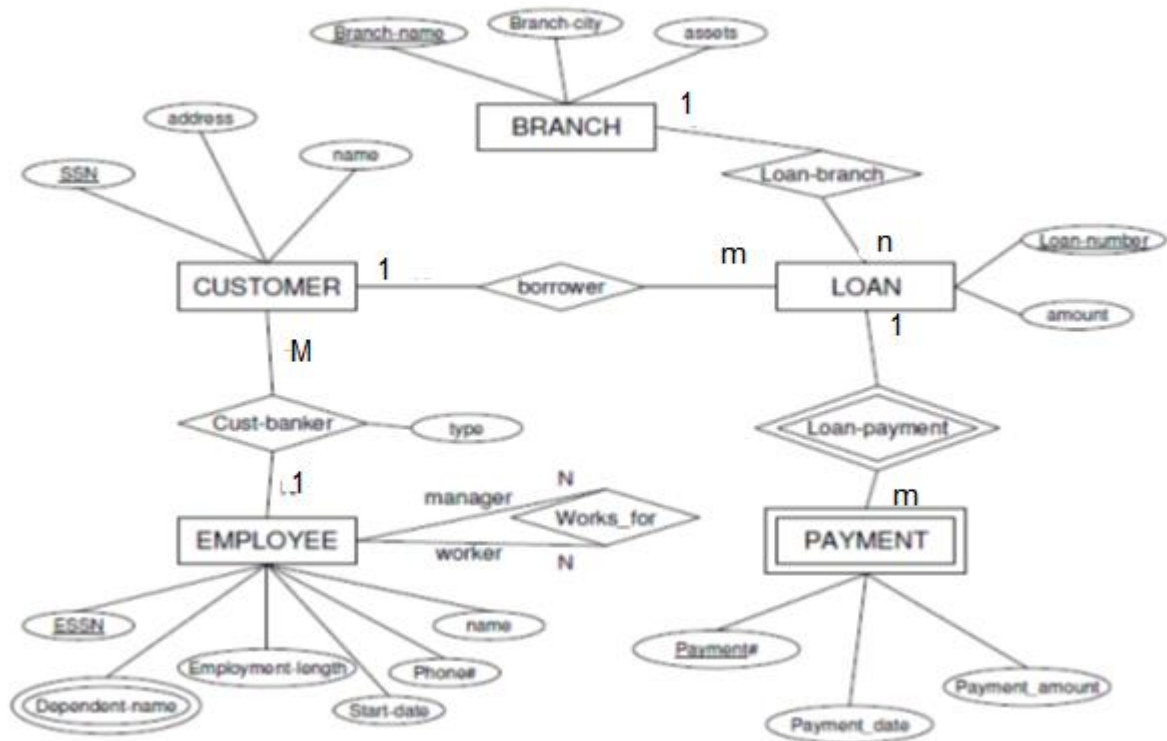 Branch-name
Branch-city
assets
BRANCH
1
address
name
SSN
Loan-branch
CUSTOMER
1
borrower
m
n
LOAN
Loan-number
amount
1
M
Cust-banker
type
Loan-payment
1
m
manager
N
Works_for
EMPLOYEE
worker
N
PAYMENT
ESSN
name
Employment-length
Phone#
Dependent-name
Start-date
Payment#
Payment_amount
Payment_date